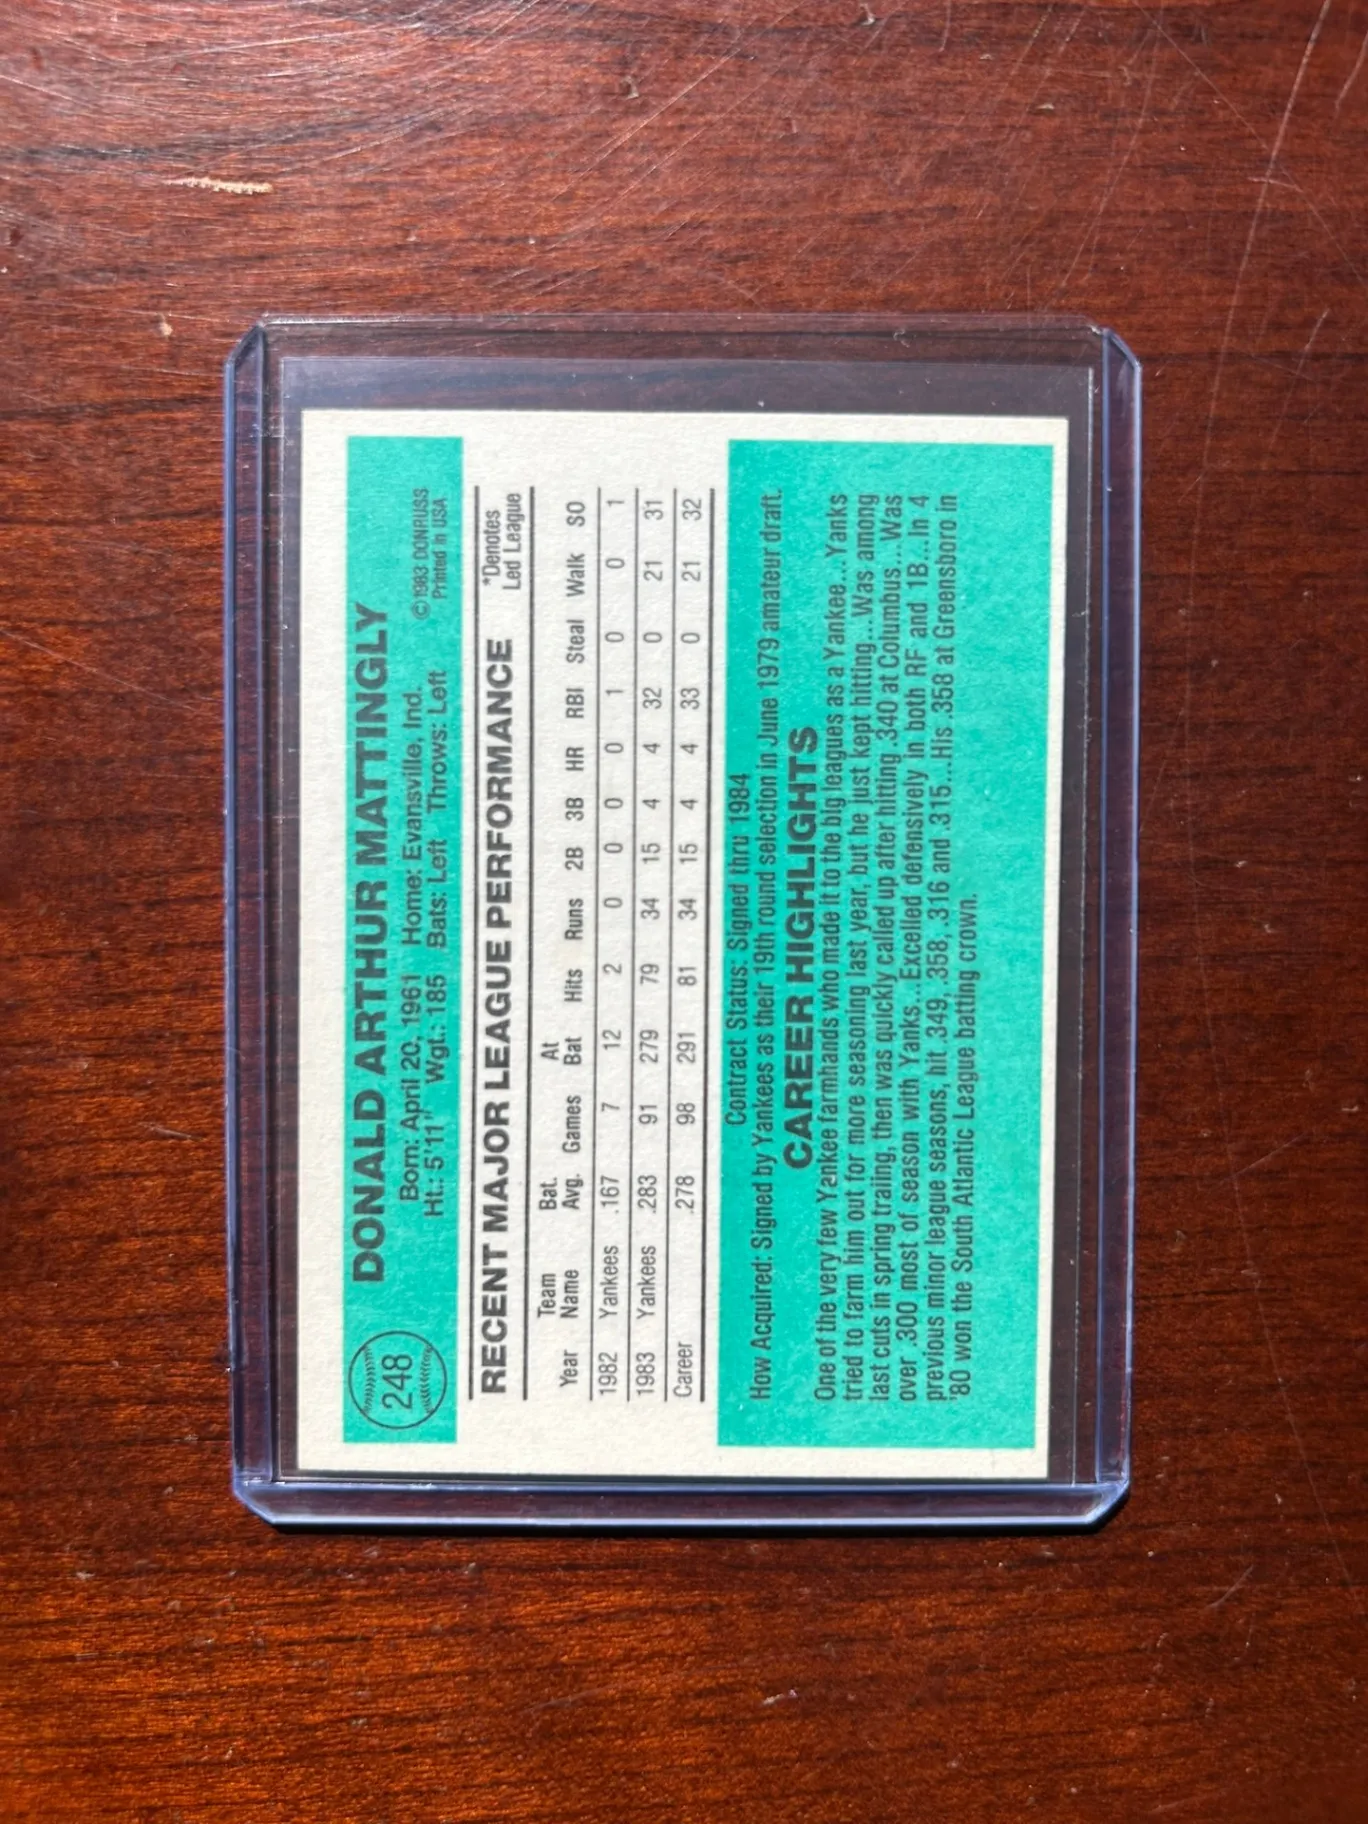 248
DONALD ARTHUR MATTINGLY
Born: April 20, 1961 Home: Evansville, Ind. ©1983 DONRUSS
Ht.: 5'11" Wgt.: 185 Bats: Left Throws: Left Printed in USA
RECENT MAJOR LEAGUE PERFORMANCE *Denotes Led League
Team Bat. At
Year Name Avg. Games Bat Hits Runs 2B 3B HR RBI Steal Walk SO
1982 Yankees .167 7 12 2 0 0 0 0 1 0 0 1
1983 Yankees .283 91 279 79 34 15 4 4 32 0 21 31
Career .278 98 291 81 34 15 4 4 33 0 21 32
Contract Status: Signed thru 1984
How Acquired: Signed by Yankees as their 19th round selection in June 1979 amateur draft.
CAREER HIGHLIGHTS
One of the very few Yankee farmhands who made it to the big leagues as a Yankee...Yanks
tried to farm him out for more seasoning last year, but he just kept hitting...Was among
last cuts in spring trailing, then was quickly called up after hitting .340 at Columbus...Was
over .300 most of season with Yanks...Excelled defensively in both RF and 1B...In 4
previous minor league seasons, hit .349, .358, .316 and .315...His .358 at Greensboro in
'80 won the South Atlantic League batting crown.